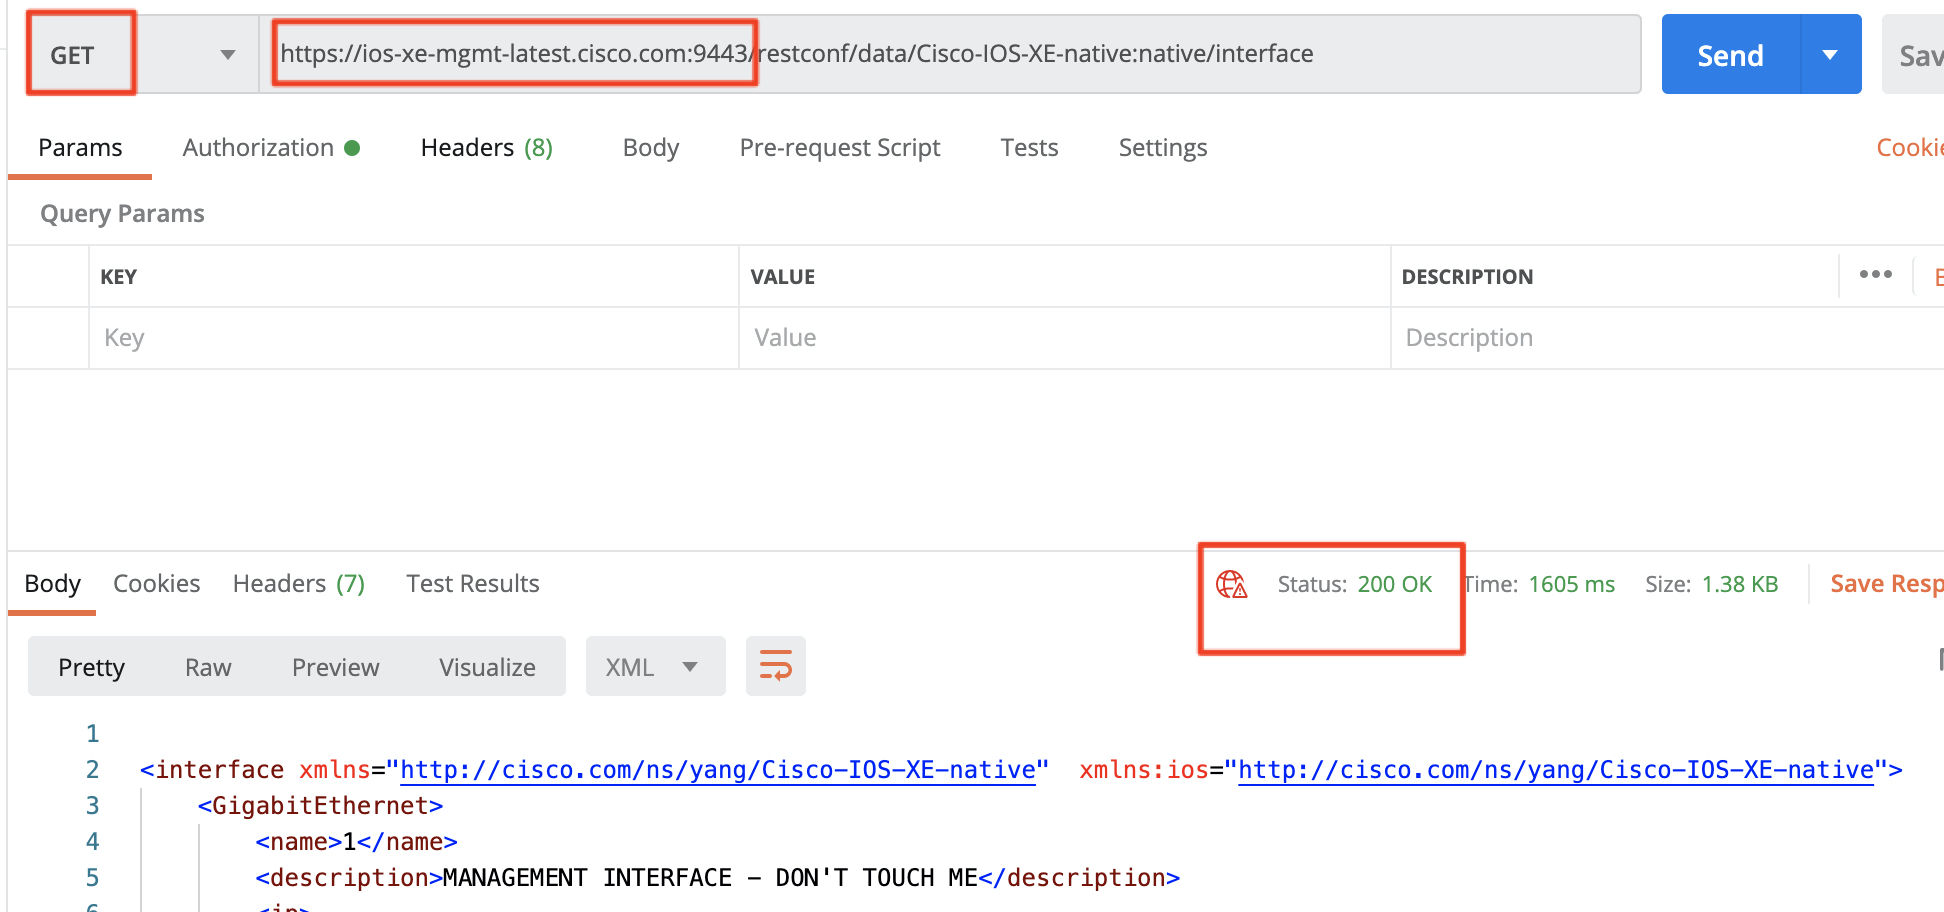 GET https://ios-xe-mgmt-latest.cisco.com:9443/restconf/data/Cisco-IOS-XE-native:native/interface Send Sav
Params Authorization Headers (8) Body Pre-request Script Tests Settings Cookie
Query Params
KEY VALUE DESCRIPTION •••
Key Value Description
Body Cookies Headers (7) Test Results Status: 200 OK Time: 1605 ms Size: 1.38 KB Save Resp
Pretty Raw Preview Visualize XML
1
2 <interface xmlns="http://cisco.com/ns/yang/Cisco-IOS-XE-native" xmlns:ios="http://cisco.com/ns/yang/Cisco-IOS-XE-native">
3 <GigabitEthernet>
4 <name>1</name>
5 <description>MANAGEMENT INTERFACE - DON'T TOUCH ME</description>
6 <ip>